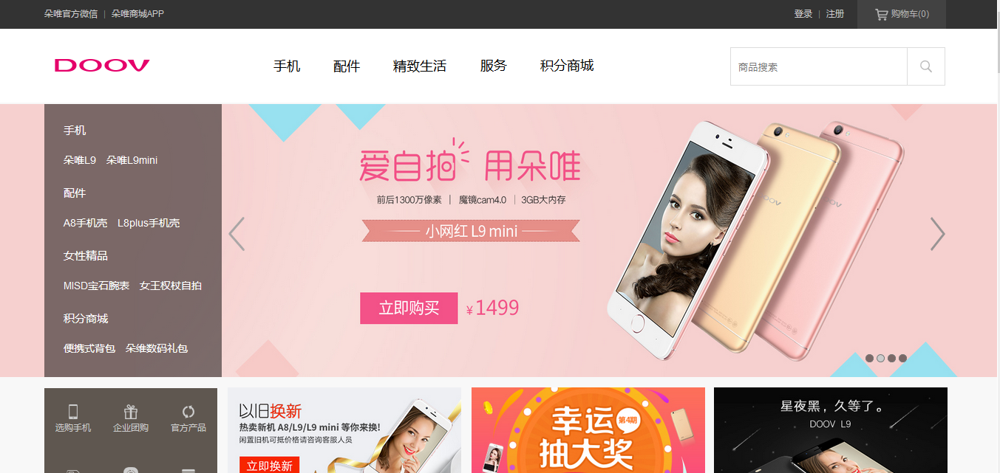 朵唯官方微信 | 朵唯商城APP 登录 | 注册 购物车(0)
DOOV 手机 配件 精致生活 服务 积分商城 商品搜索
手机
朵唯L9 朵唯L9mini
配件
A8手机壳 L8plus手机壳
女性精品
MISD宝石腕表 女王权杖自拍
积分商城
便携式背包 朵维数码礼包
爱自拍 用朵唯
前后1300万像素 | 魔镜cam4.0 | 3GB大内存
小网红 L9 mini
立即购买 ¥1499
选购手机 企业团购 官方产品
以旧换新
热卖新机 A8/L9/L9 mini 等你来换!
闲置旧机可抵价格请咨询客服人员
立即换新
幸运 第4期
抽大奖
星夜黑，久等了。
DOOV L9